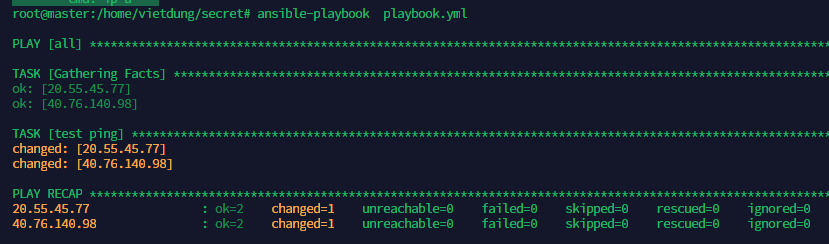 cmd: ip a
root@master:/home/vietdung/secret# ansible-playbook  playbook.yml
PLAY [all] ******************************************************************************************************
TASK [Gathering Facts] ******************************************************************************************
ok: [20.55.45.77]
ok: [40.76.140.98]
TASK [test ping] ************************************************************************************************
changed: [20.55.45.77]
changed: [40.76.140.98]
PLAY RECAP ******************************************************************************************************
20.55.45.77                : ok=2    changed=1    unreachable=0    failed=0    skipped=0    rescued=0    ignored=0
40.76.140.98               : ok=2    changed=1    unreachable=0    failed=0    skipped=0    rescued=0    ignored=0